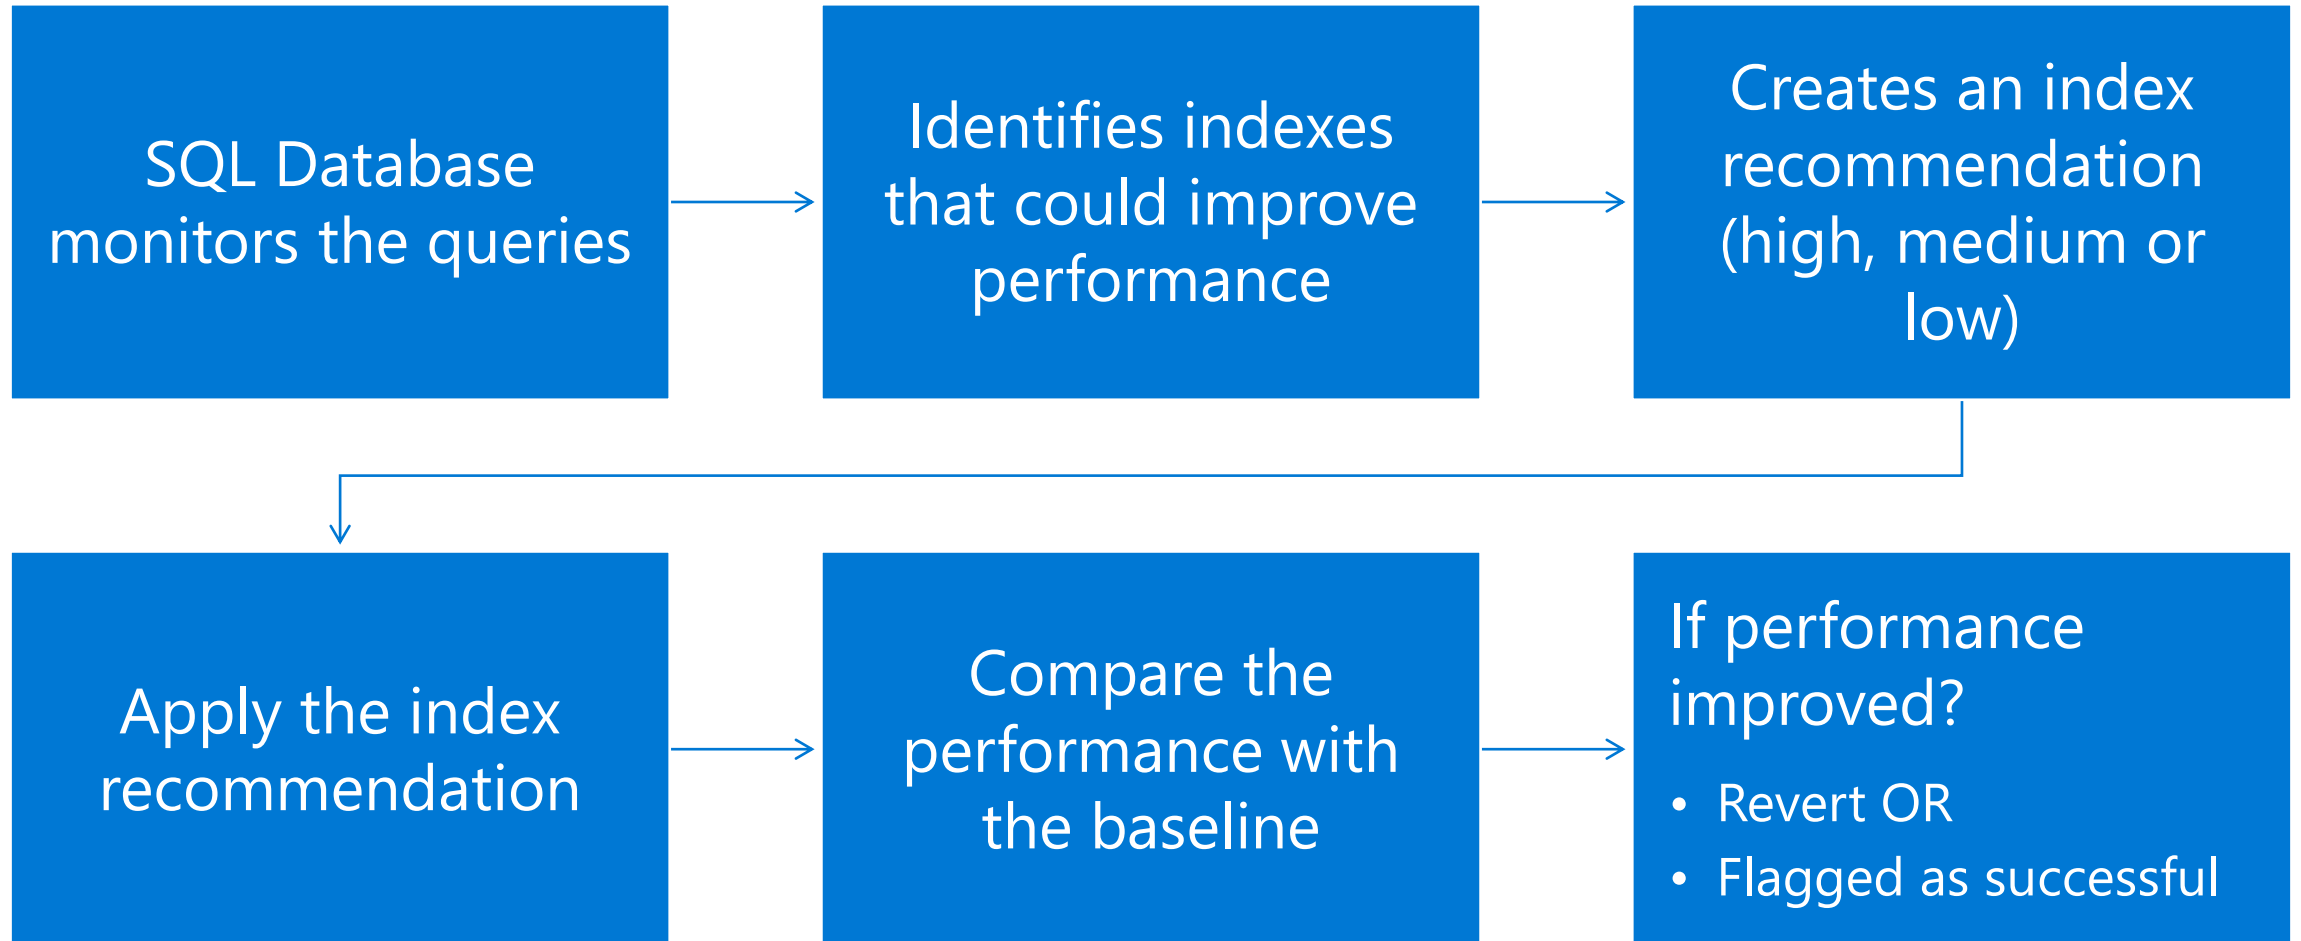 SQL Database
monitors the queries
Identifies indexes
that could improve
performance
Creates an index
recommendation
(high, medium or
low)
Apply the index
recommendation
Compare the
performance with
the baseline
If performance
improved?
• Revert OR
• Flagged as successful